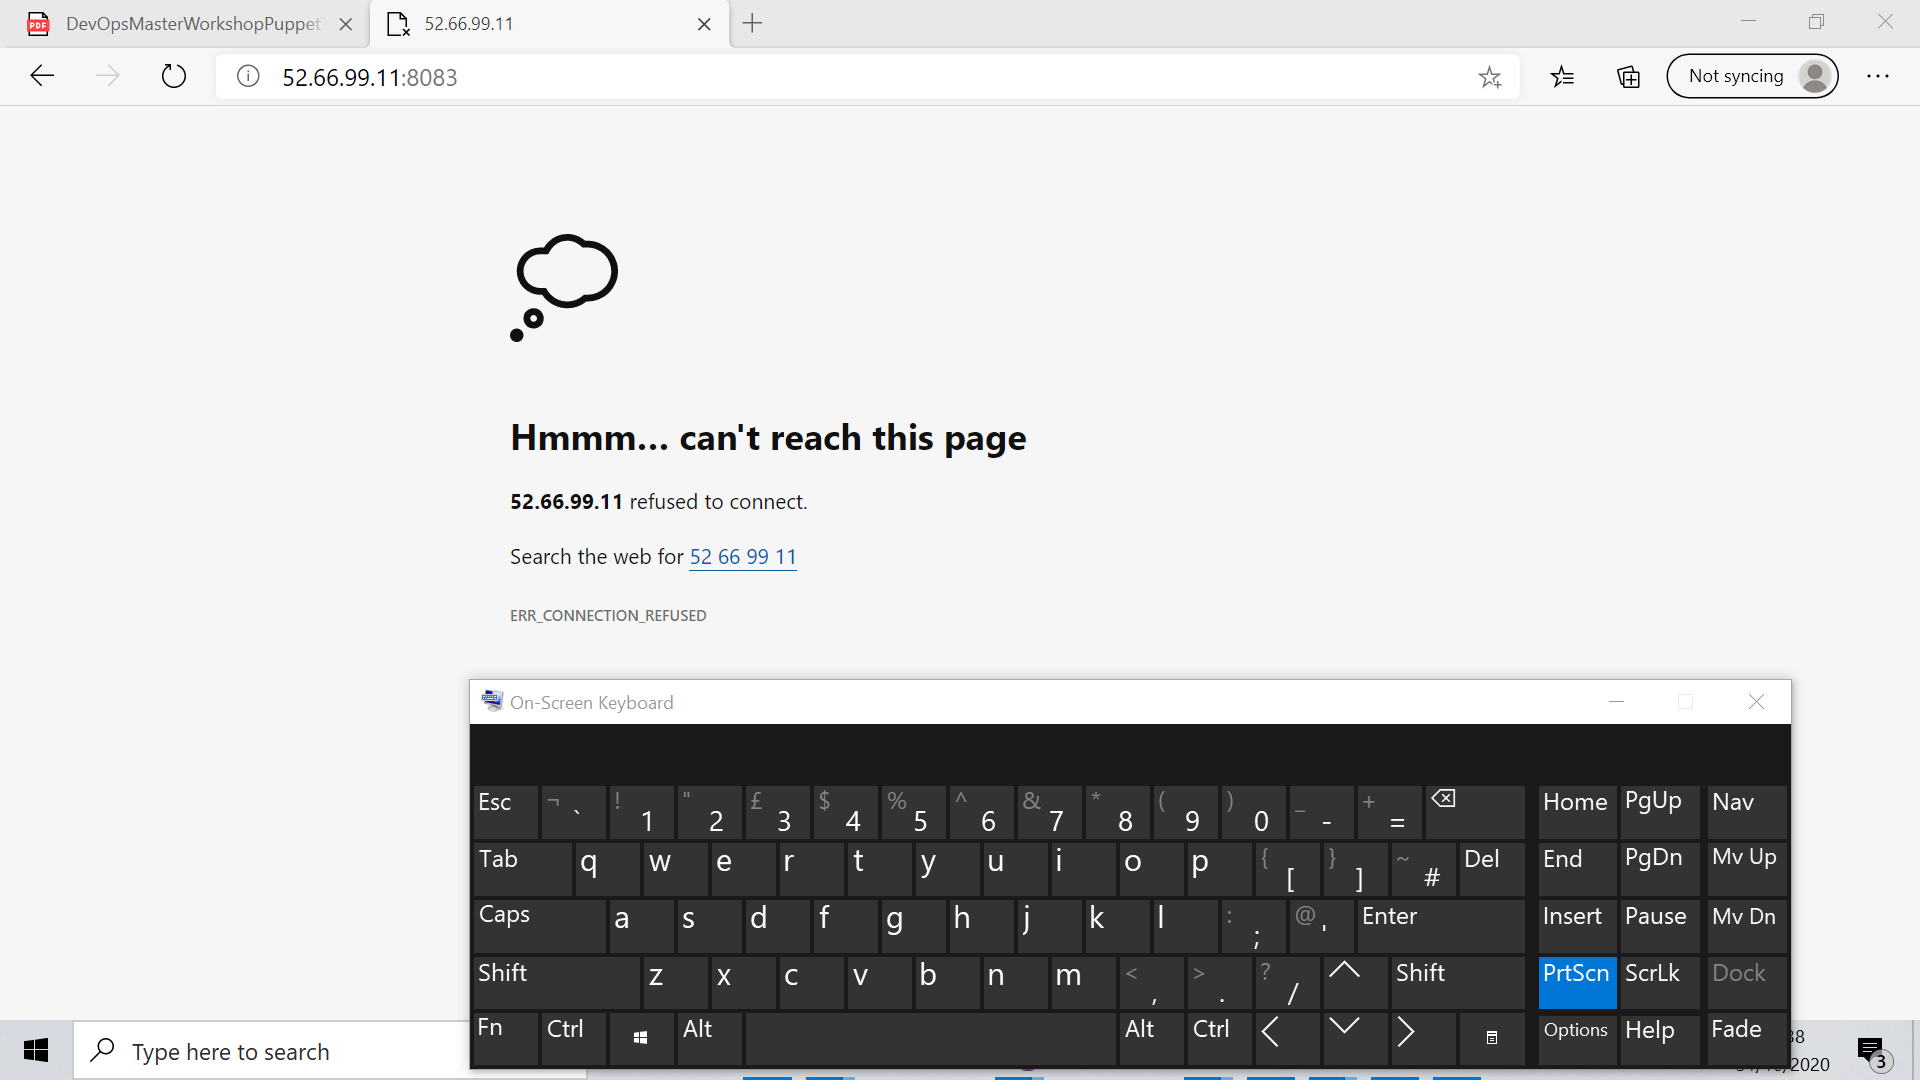 DevOpsMasterWorkshopPuppet
52.66.99.11
52.66.99.11:8083
Not syncing
Hmmm... can't reach this page
52.66.99.11 refused to connect.
Search the web for 52 66 99 11
ERR_CONNECTION_REFUSED
On-Screen Keyboard
Esc ¬ ` ! 1 " 2 £ 3 $ 4 % 5 ^ 6 & 7 * 8 ( 9 ) 0 _ - + = Home PgUp Nav
Tab q w e r t y u i o p { [ } ] ~ # Del End PgDn Mv Up
Caps a s d f g h j k l : ; @ ' Enter Insert Pause Mv Dn
Shift z x c v b n m < , > . ? / Shift PrtScn ScrLk Dock
Fn Ctrl Alt Alt Ctrl Options Help Fade
Type here to search
38
2020
3